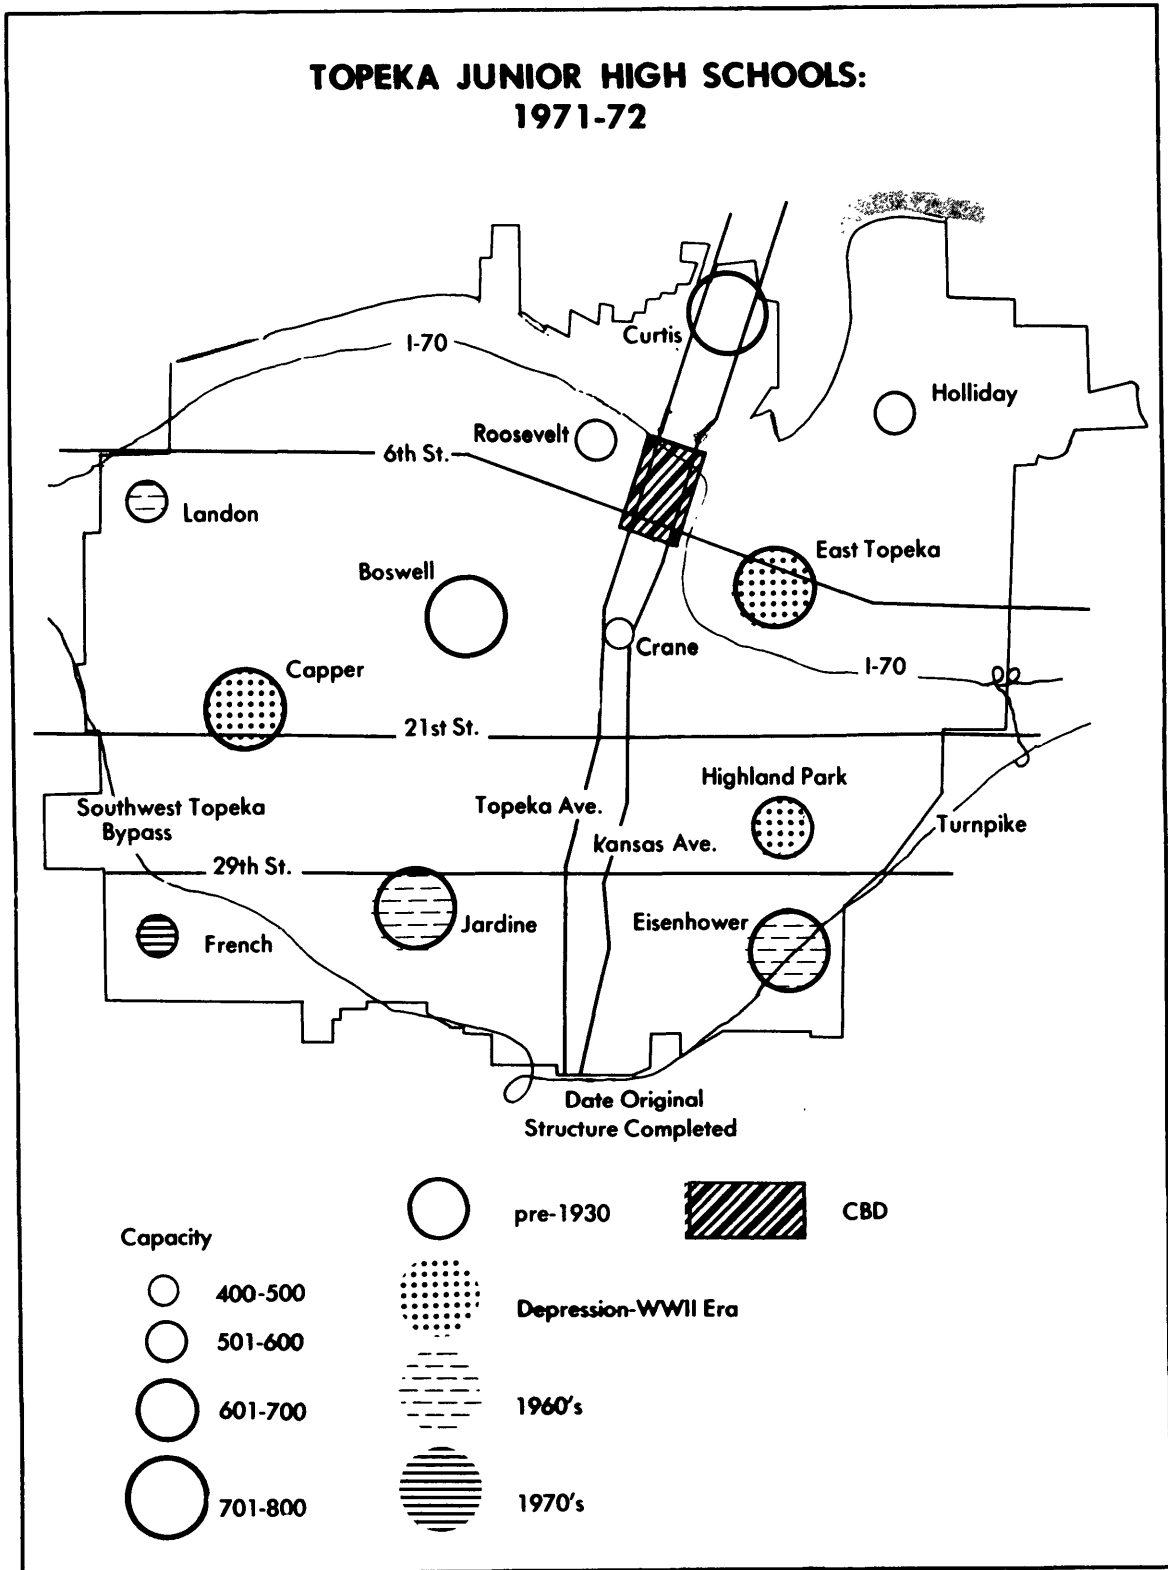 TOPEKA JUNIOR HIGH SCHOOLS:
1971-72
Curtis
I-70
Holliday
Roosevelt
6th St.
Landon
East Topeka
Boswell
Crane
Capper
I-70
21st St.
Highland Park
Southwest Topeka
Bypass
Topeka Ave.
Turnpike
Kansas Ave.
29th St.
Jardine
Eisenhower
French
Date Original
Structure Completed
pre-1930
CBD
Capacity
400-500
501-600
601-700
701-800
Depression-WWII Era
1960's
1970's